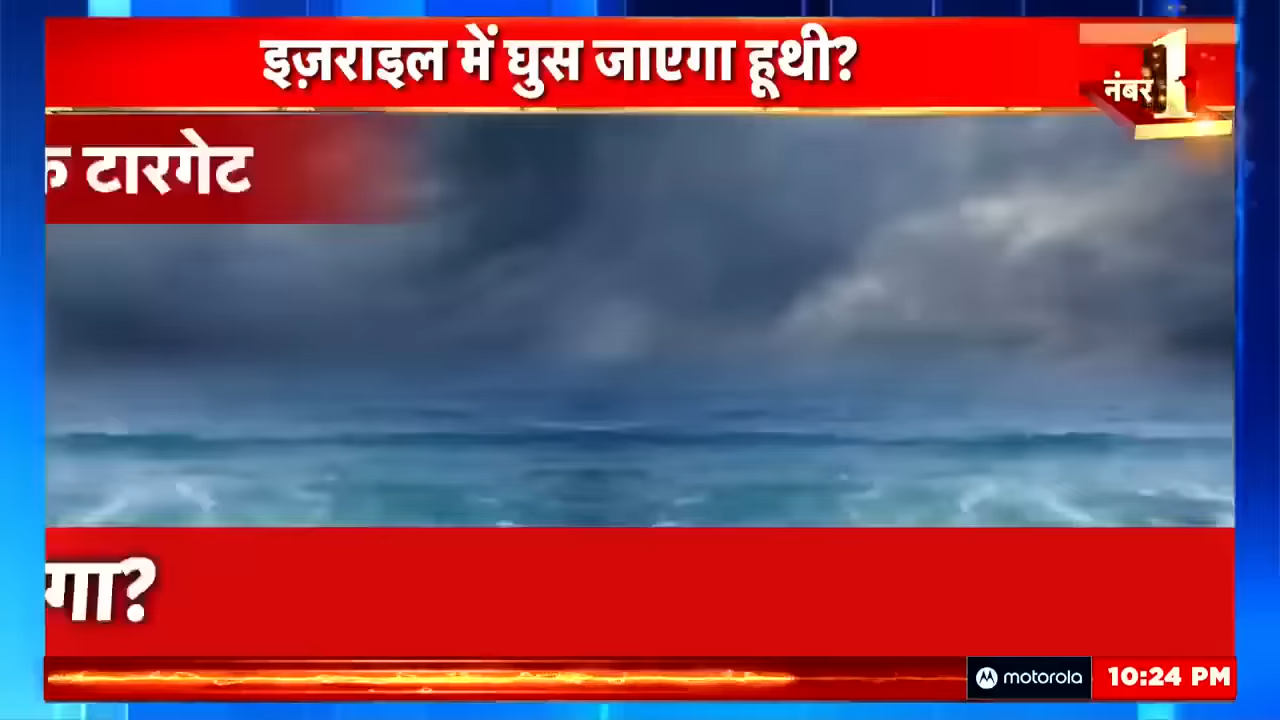 इज़राइल में घुस जाएगा हूथी?
नंबर 1
टारगेट
गा?
motorola
10:24 PM